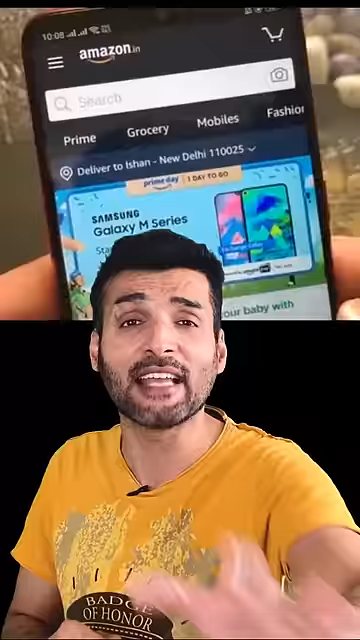 10:08
amazon.in
Search
Prime Grocery Mobiles Fashion
Deliver to Ishan - New Delhi 110025
prime day 1 DAY TO GO
SAMSUNG
Galaxy M Series
your baby with
BADGE
OF HONOR